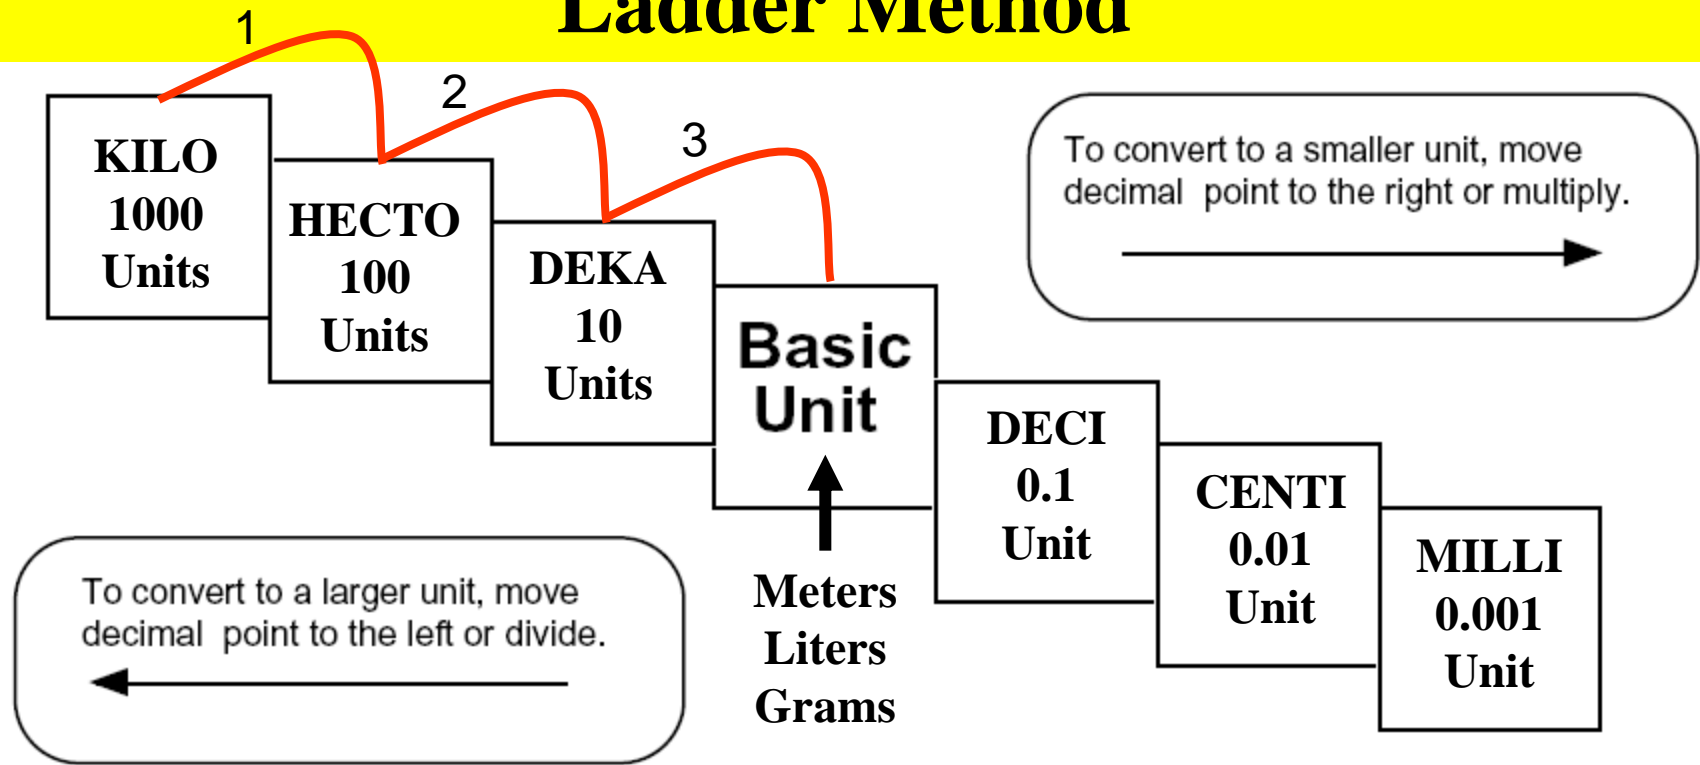 Ladder Method
1
2
3
KILO
1000
Units
HECTO
100
Units
DEKA
10
Units
Basic
Unit
DECI
0.1
Unit
CENTI
0.01
Unit
MILLI
0.001
Unit
To convert to a smaller unit, move
decimal point to the right or multiply.
To convert to a larger unit, move
decimal point to the left or divide.
Meters
Liters
Grams